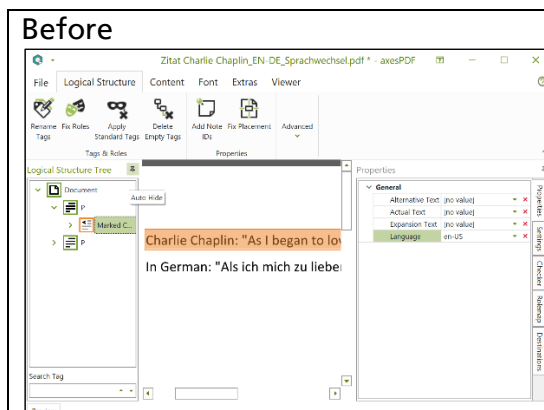 Before
Zitat Charlie Chaplin_EN-DE_Sprachwechsel.pdf * - axesPDF
File Logical Structure Content Font Extras Viewer
Rename Tags Fix Roles Apply Standard Tags Delete Empty Tags Add Note IDs Fix Placement Advanced
Tags & Roles Properties
Logical Structure Tree Properties
Document
Auto Hide
P
Marked C...
P
General
Alternative Text [no value]
Actual Text [no value]
Expansion Text [no value]
Language en-US
Charlie Chaplin: "As I began to lov
In German: "Als ich mich zu liebe
Properties
Settings
Checker
Rolemap
Destinations
Search Tag